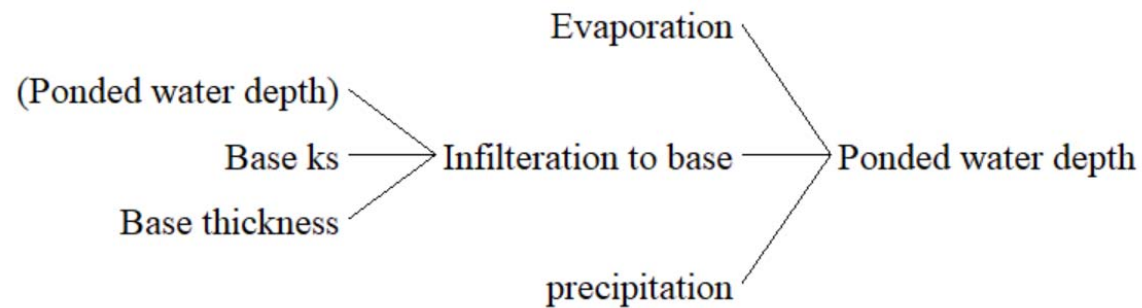 Evaporation
(Ponded water depth)
Base ks
Infilteration to base
Ponded water depth
Base thickness
precipitation